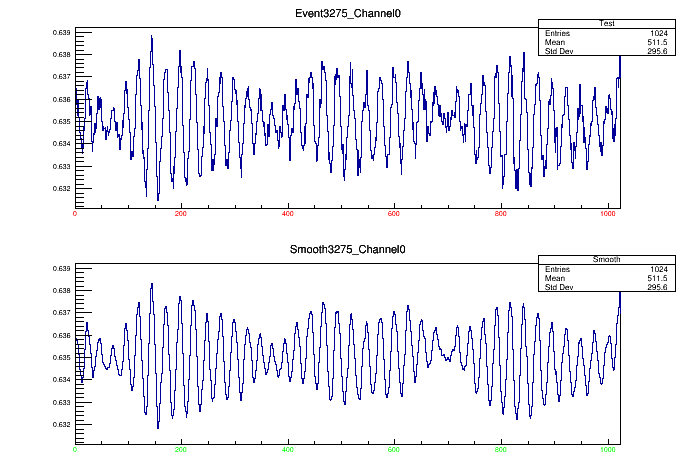 Event3275_Channel0
Test
Entries 1024
Mean 511.5
Std Dev 295.6
0.639
0.638
0.637
0.636
0.635
0.634
0.633
0.632
0 200 400 600 800 1000
Smooth3275_Channel0
Smooth
Entries 1024
Mean 511.5
Std Dev 295.6
0.639
0.638
0.637
0.636
0.635
0.634
0.633
0.632
0 200 400 600 800 1000